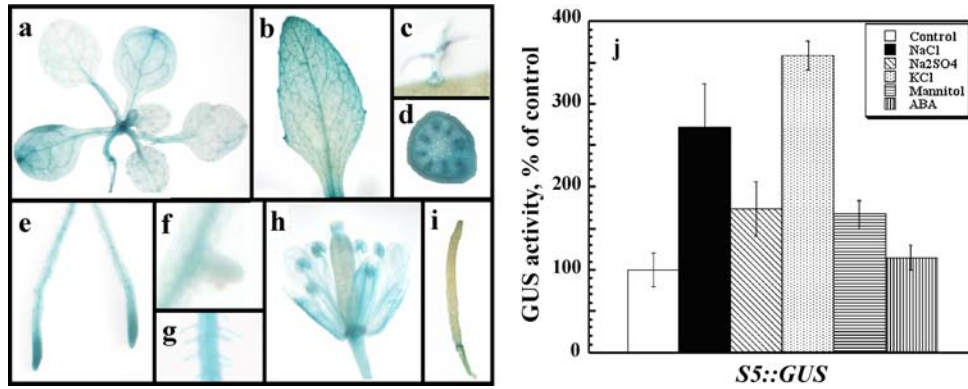 a
b
c
d
e
f
g
h
i
j
Control
NaCl
Na2SO4
KCl
Mannitol
ABA
GUS activity, % of control
400
300
200
100
0
S5::GUS